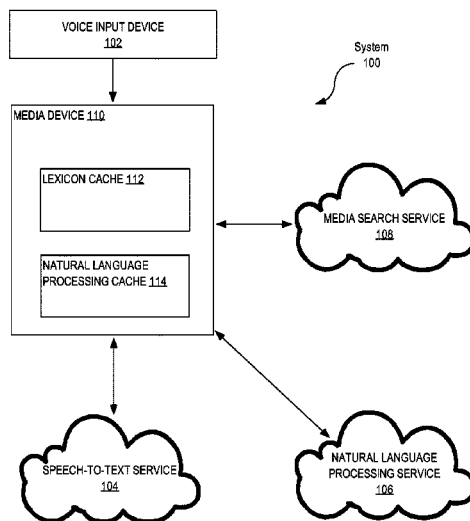 VOICE INPUT DEVICE
102
System
100
MEDIA DEVICE 110
LEXICON CACHE 112
NATURAL LANGUAGE
PROCESSING CACHE 114
MEDIA SEARCH SERVICE
108
SPEECH-TO-TEXT SERVICE
104
NATURAL LANGUAGE
PROCESSING SERVICE
106